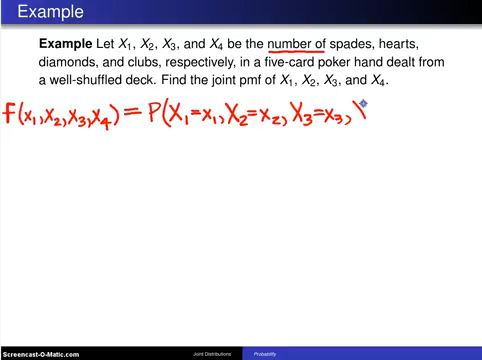 Example
Example Let X1, X2, X3, and X4 be the number of spades, hearts,
diamonds, and clubs, respectively, in a five-card poker hand dealt from
a well-shuffled deck. Find the joint pmf of X1, X2, X3, and X4.
f(x1,x2,x3,x4) = P(X1=x1, X2=x2, X3=x3,
Screencast-O-Matic.com
Joint Distributions
Probability